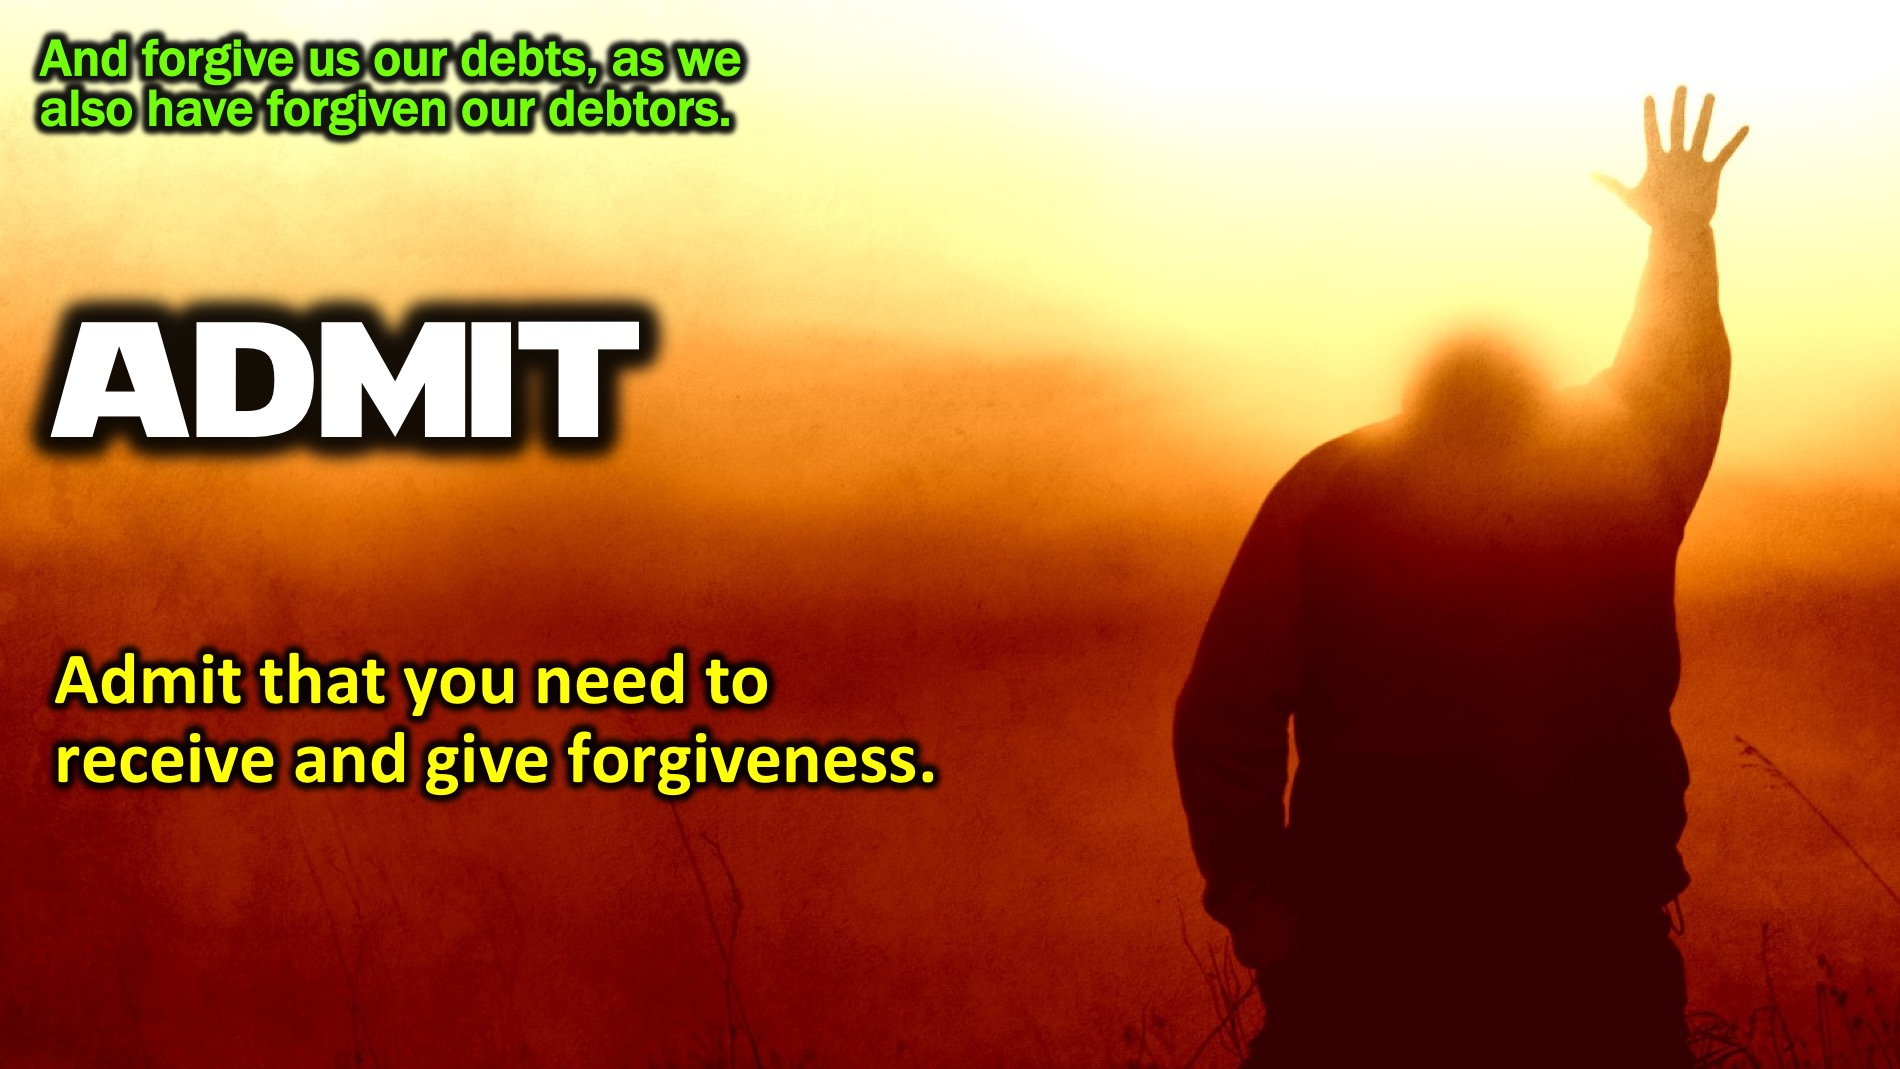 And forgive us our debts, as we
also have forgiven our debtors.
ADMIT
Admit that you need to
receive and give forgiveness.